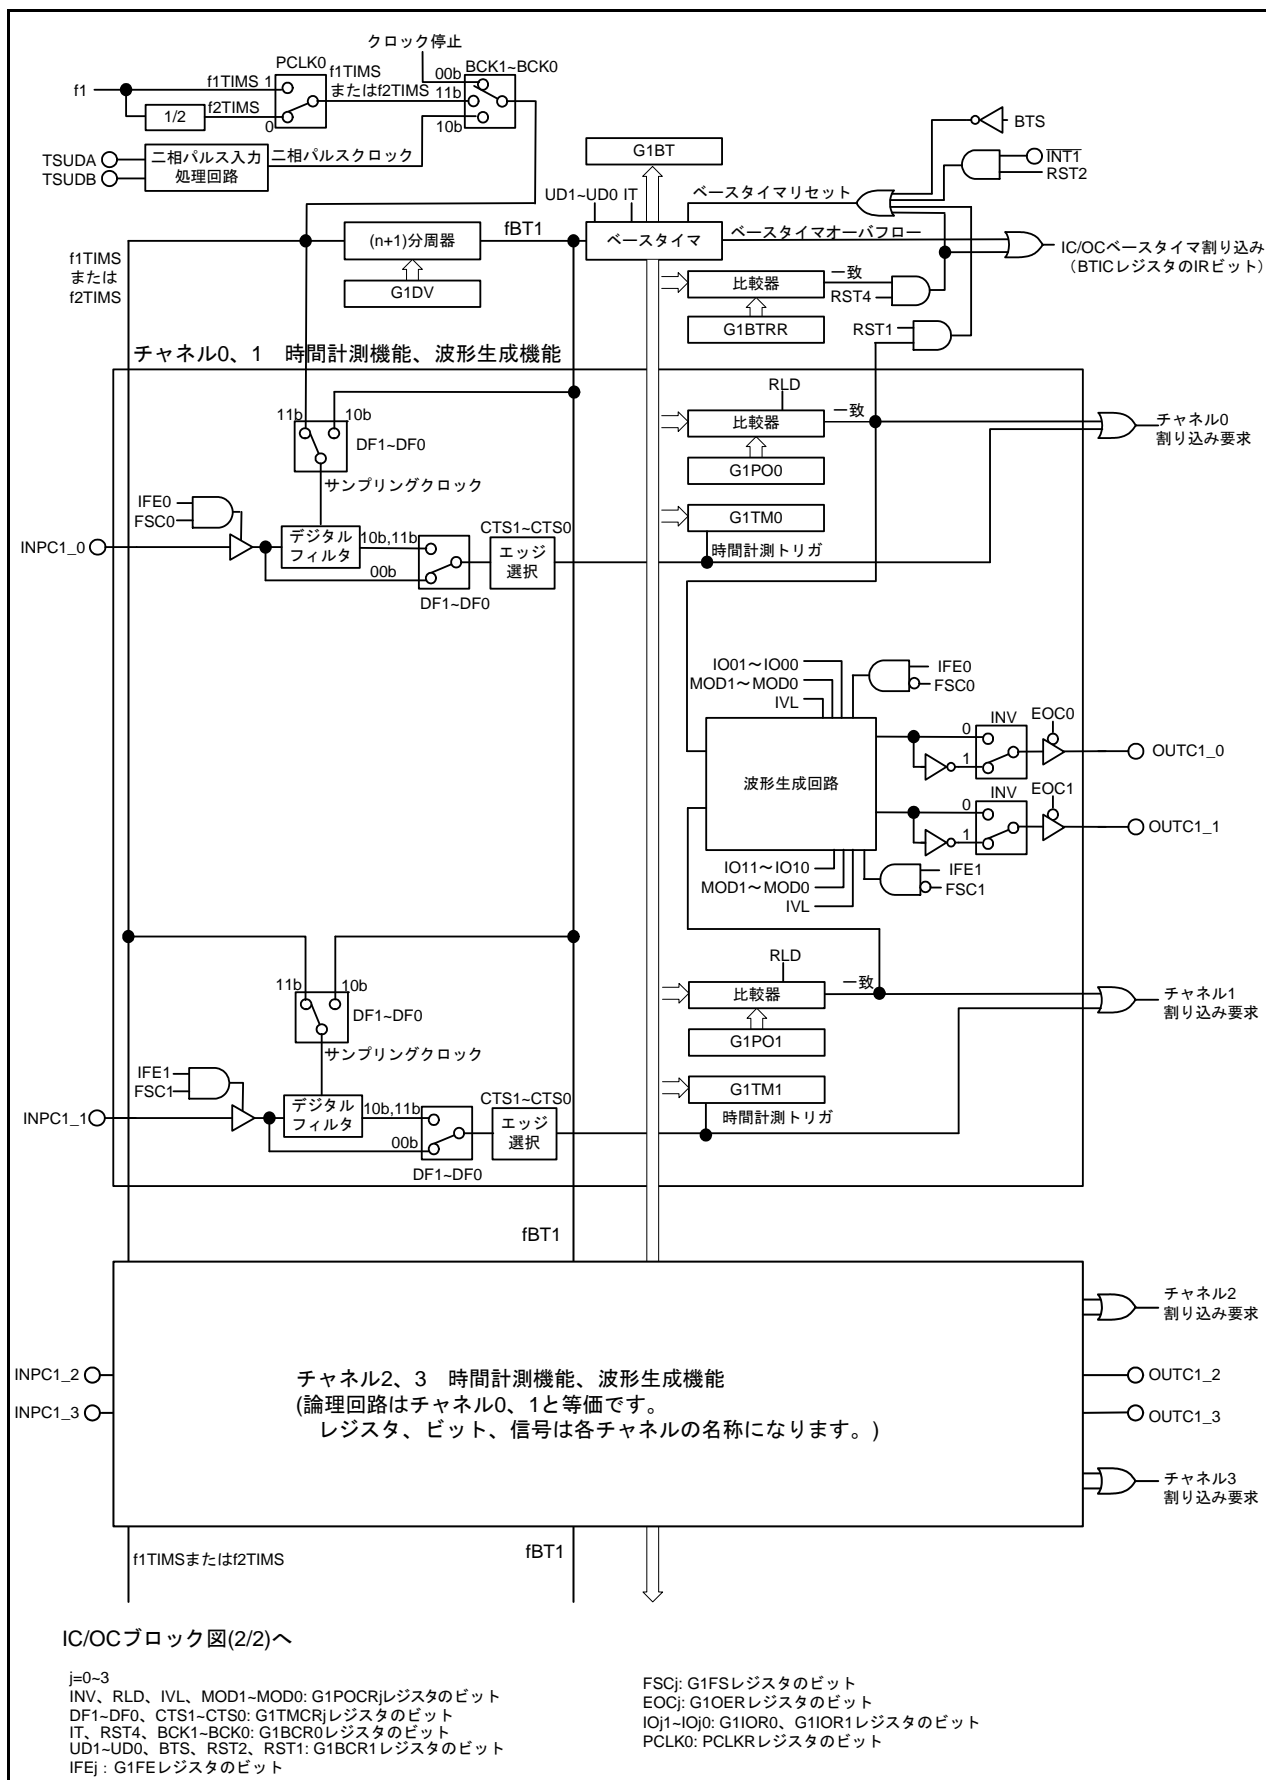 クロック停止
PCLK0
f1TIMS
またはf2TIMS
00b
BCK1~BCK0
11b
10b
f1
f1TIMS 1
1/2
f2TIMS
0
TSUDA
TSUDB
二相パルス入力
処理回路
二相パルスクロック
G1BT
BTS
INT1
RST2
UD1~UD0 IT
ベースタイマリセット
f1TIMS
または
f2TIMS
(n+1)分周器
fBT1
ベースタイマ
ベースタイマオーバフロー
IC/OCベースタイマ割り込み
（BTICレジスタのIRビット）
G1DV
比較器
一致
RST4
G1BTRR
RST1
チャネル0、1　時間計測機能、波形生成機能
11b
10b
DF1~DF0
サンプリングクロック
RLD
比較器
一致
G1PO0
チャネル0
割り込み要求
IFE0
FSC0
INPC1_0
デジタル
フィルタ
10b,11b
00b
DF1~DF0
CTS1~CTS0
エッジ
選択
G1TM0
時間計測トリガ
IO01～IO00
MOD1～MOD0
IVL
IFE0
FSC0
波形生成回路
INV
0
1
EOC0
OUTC1_0
INV
0
1
EOC1
OUTC1_1
IO11～IO10
MOD1～MOD0
IVL
IFE1
FSC1
11b
10b
DF1~DF0
サンプリングクロック
RLD
比較器
一致
G1PO1
チャネル1
割り込み要求
IFE1
FSC1
INPC1_1
デジタル
フィルタ
10b,11b
00b
DF1~DF0
CTS1~CTS0
エッジ
選択
G1TM1
時間計測トリガ
fBT1
チャネル2
割り込み要求
INPC1_2
INPC1_3
チャネル2、3　時間計測機能、波形生成機能
(論理回路はチャネル0、1と等価です。
レジスタ、ビット、信号は各チャネルの名称になります。)
OUTC1_2
OUTC1_3
チャネル3
割り込み要求
f1TIMSまたはf2TIMS
fBT1
IC/OCブロック図(2/2)へ
j=0~3
INV、RLD、IVL、MOD1~MOD0: G1POCRjレジスタのビット
DF1~DF0、CTS1~CTS0: G1TMCRjレジスタのビット
IT、RST4、BCK1~BCK0: G1BCR0レジスタのビット
UD1~UD0、BTS、RST2、RST1: G1BCR1レジスタのビット
IFEj : G1FEレジスタのビット
FSCj: G1FSレジスタのビット
EOCj: G1OERレジスタのビット
IOj1~IOj0: G1IOR0、G1IOR1レジスタのビット
PCLK0: PCLKRレジスタのビット